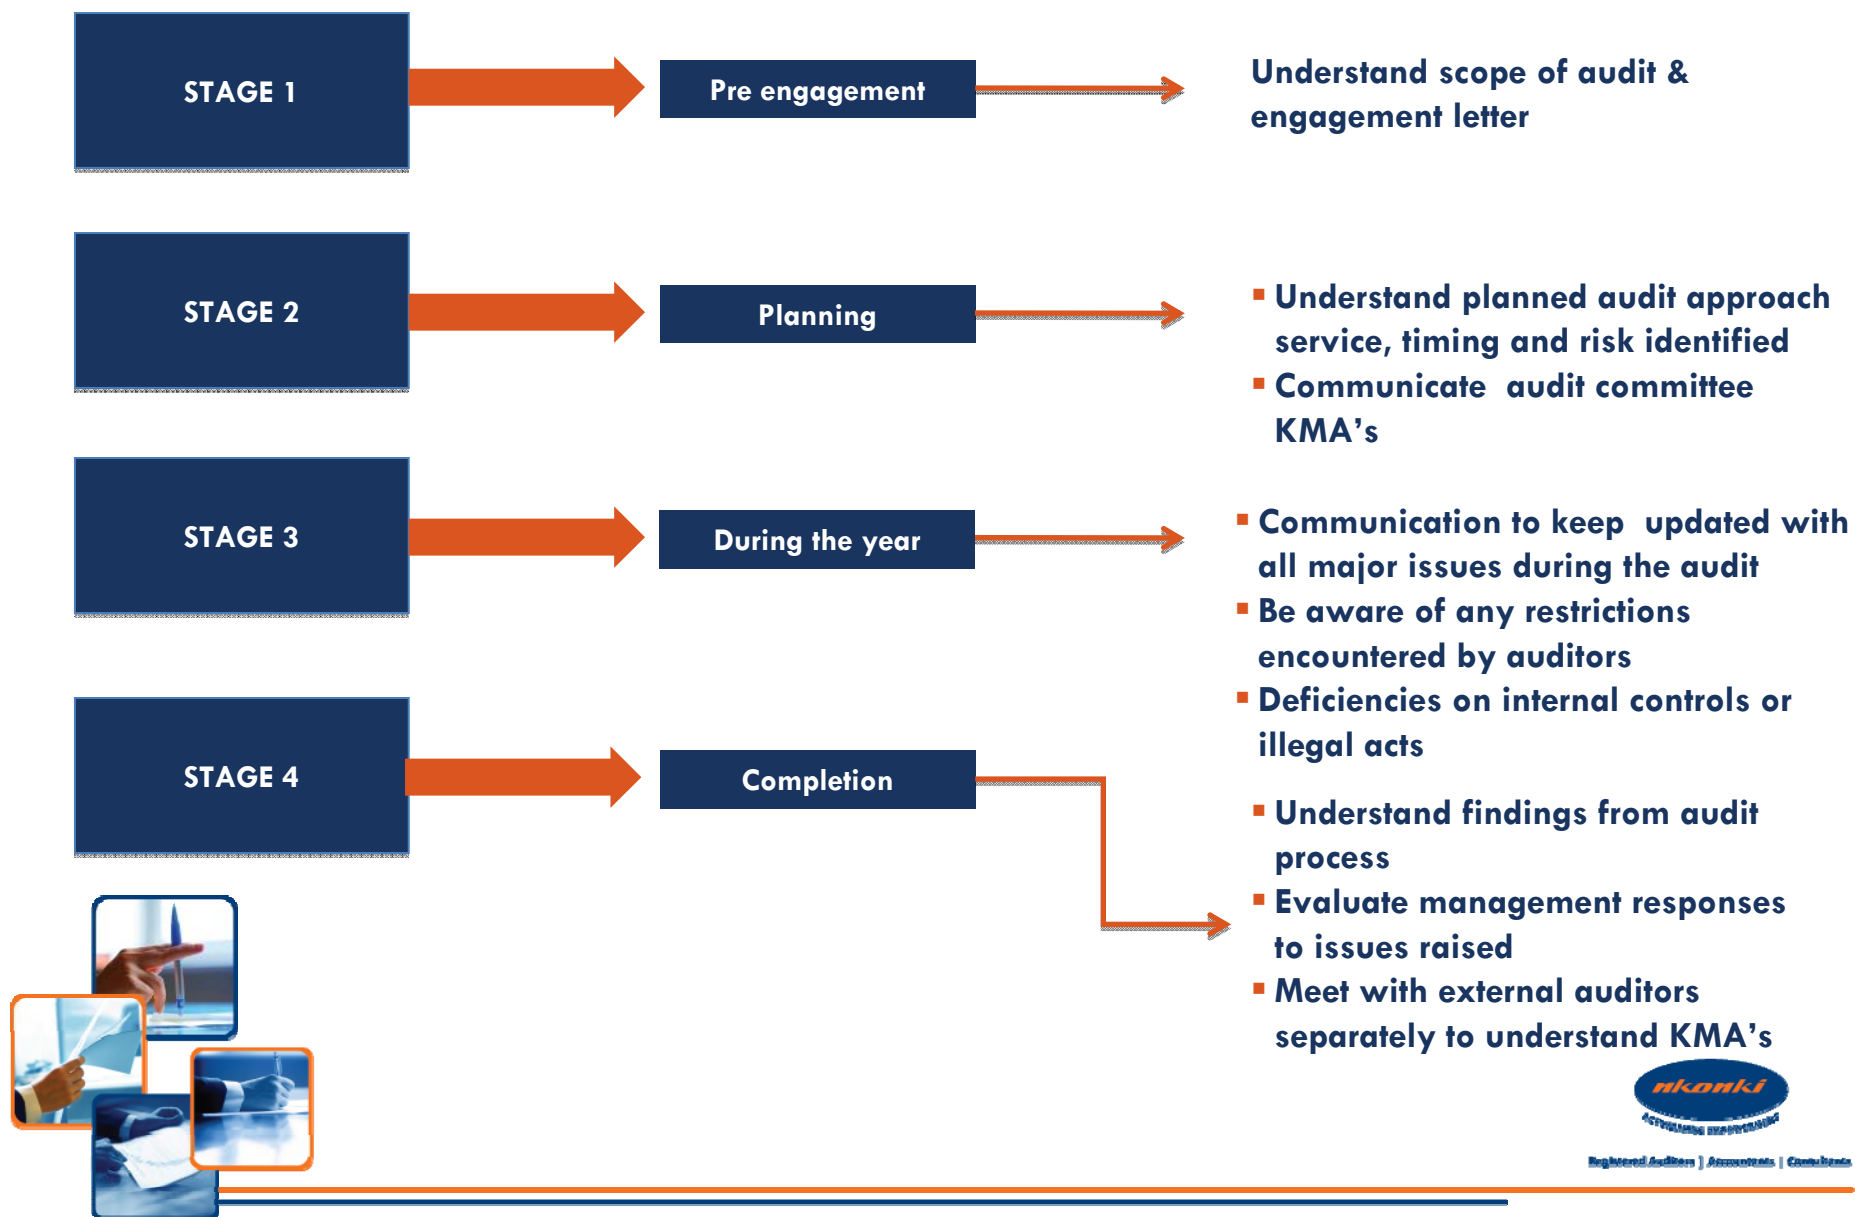 STAGE 1
Pre engagement
Understand scope of audit &
engagement letter
STAGE 2
Planning
▪ Understand planned audit approach
service, timing and risk identified
▪ Communicate audit committee
KMA’s
STAGE 3
During the year
▪ Communication to keep updated with
all major issues during the audit
▪ Be aware of any restrictions
encountered by auditors
▪ Deficiencies on internal controls or
illegal acts
STAGE 4
Completion
▪ Understand findings from audit
process
▪ Evaluate management responses
to issues raised
▪ Meet with external auditors
separately to understand KMA’s
nkonki
Registered Auditors | Accountants | Consultants